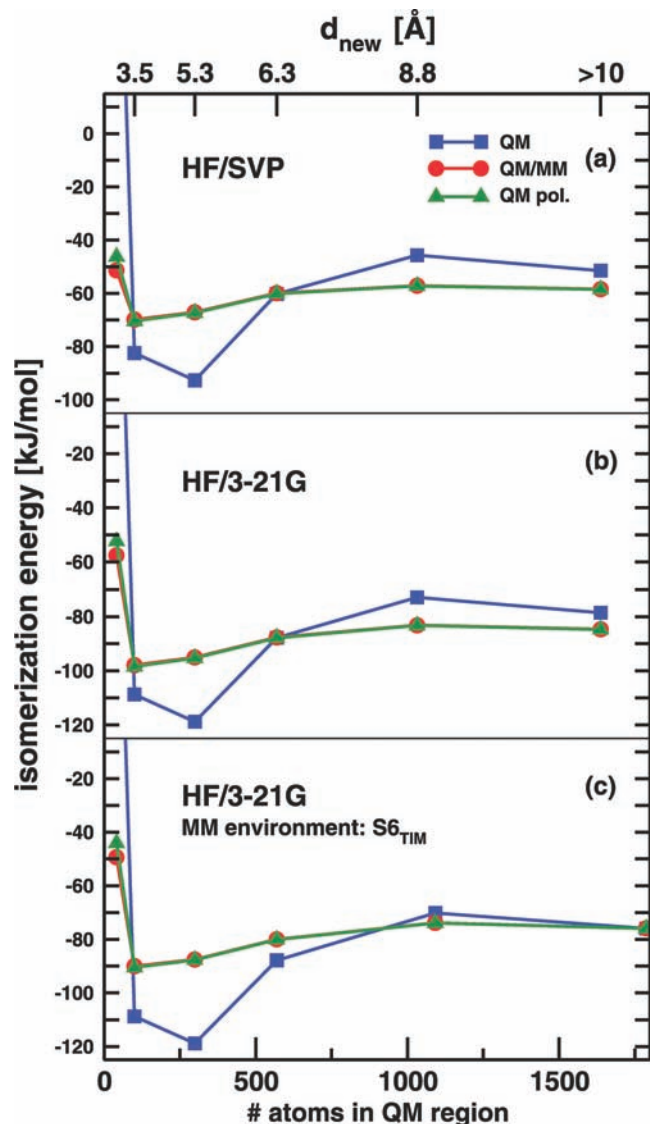 d_new [Å]
3.5 5.3 6.3 8.8 >10
0
-20
-40
-60
-80
-100
HF/SVP
QM
QM/MM
QM pol.
(a)
-20
-40
-60
-80
-100
-120
HF/3-21G
(b)
-20
-40
-60
-80
-100
-120
HF/3-21G
MM environment: S6_TIM
(c)
isomerization energy [kJ/mol]
0 500 1000 1500
# atoms in QM region